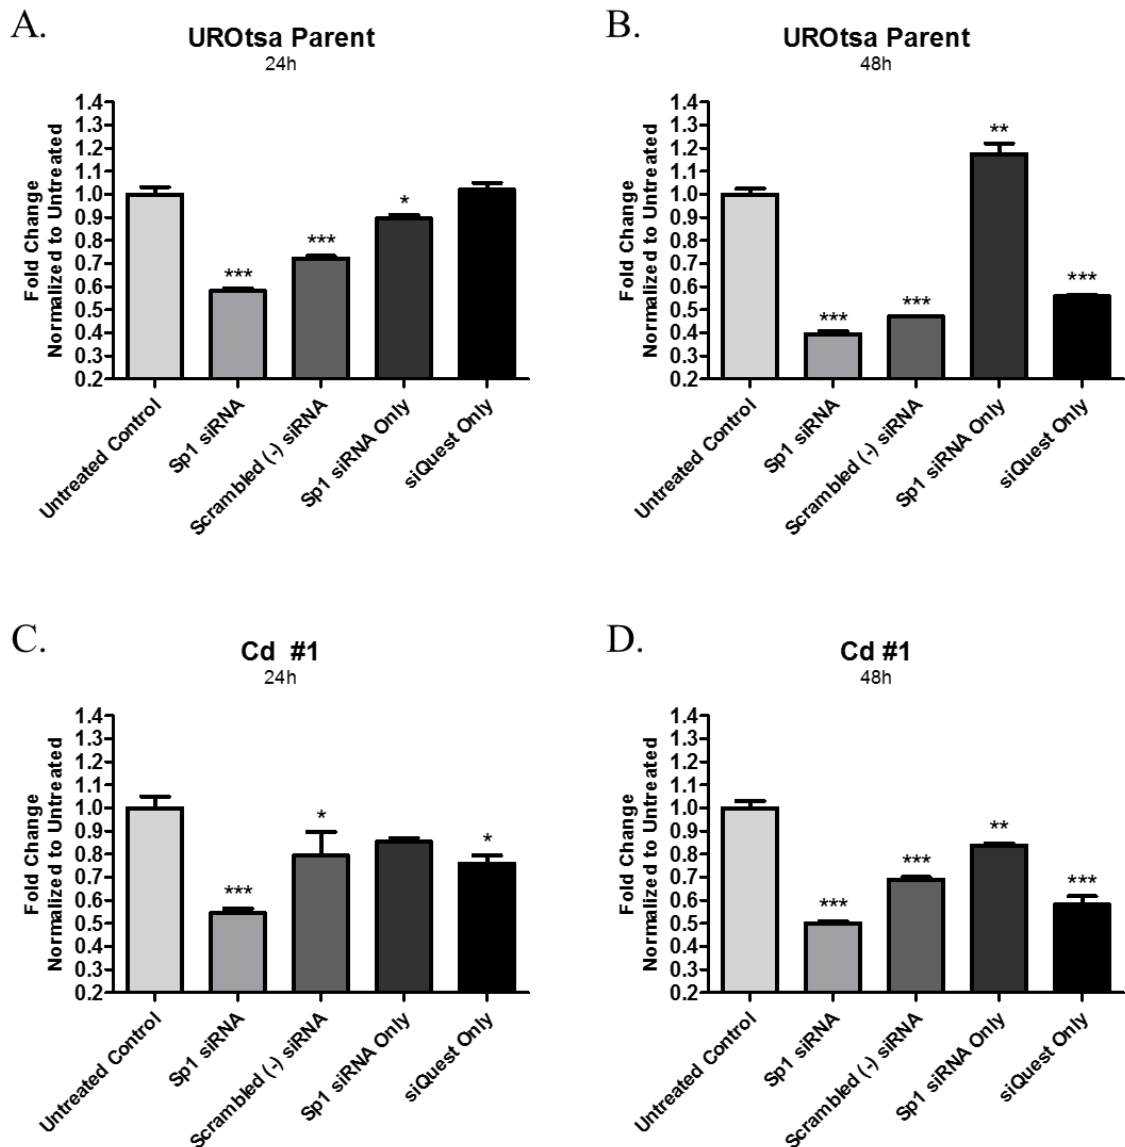 A.
UROtsa Parent
24h
Fold Change
Normalized to Untreated
1.4
1.3
1.2
1.1
1.0
0.9
0.8
0.7
0.6
0.5
0.4
0.3
0.2
***
***
*
Untreated Control
Sp1 siRNA
Scrambled (-) siRNA
Sp1 siRNA Only
siQuest Only
B.
UROtsa Parent
48h
Fold Change
Normalized to Untreated
1.4
1.3
1.2
1.1
1.0
0.9
0.8
0.7
0.6
0.5
0.4
0.3
0.2
***
***
**
***
Untreated Control
Sp1 siRNA
Scrambled (-) siRNA
Sp1 siRNA Only
siQuest Only
C.
Cd #1
24h
Fold Change
Normalized to Untreated
1.4
1.3
1.2
1.1
1.0
0.9
0.8
0.7
0.6
0.5
0.4
0.3
0.2
***
*
*
Untreated Control
Sp1 siRNA
Scrambled (-) siRNA
Sp1 siRNA Only
siQuest Only
D.
Cd #1
48h
Fold Change
Normalized to Untreated
1.4
1.3
1.2
1.1
1.0
0.9
0.8
0.7
0.6
0.5
0.4
0.3
0.2
***
***
**
***
Untreated Control
Sp1 siRNA
Scrambled (-) siRNA
Sp1 siRNA Only
siQuest Only